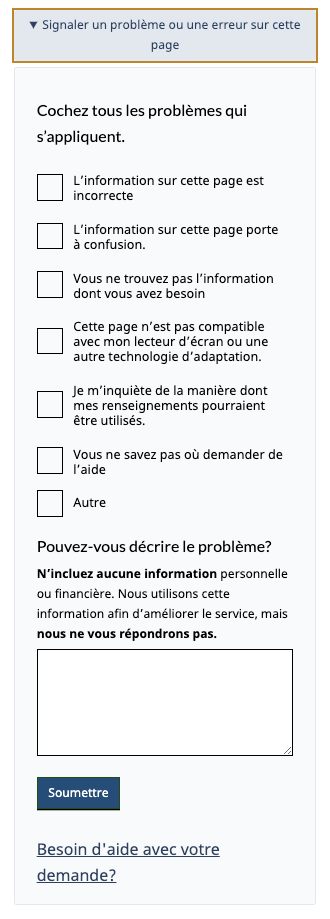 ▼ Signaler un problème ou une erreur sur cette
page
Cochez tous les problèmes qui
s’appliquent.
L’information sur cette page est
incorrecte
L’information sur cette page porte
à confusion.
Vous ne trouvez pas l’information
dont vous avez besoin
Cette page n’est pas compatible
avec mon lecteur d’écran ou une
autre technologie d’adaptation.
Je m’inquiète de la manière dont
mes renseignements pourraient
être utilisés.
Vous ne savez pas où demander de
l’aide
Autre
Pouvez-vous décrire le problème?
N’incluez aucune information personnelle
ou financière. Nous utilisons cette
information afin d’améliorer le service, mais
nous ne vous répondrons pas.
Soumettre
Besoin d'aide avec votre
demande?